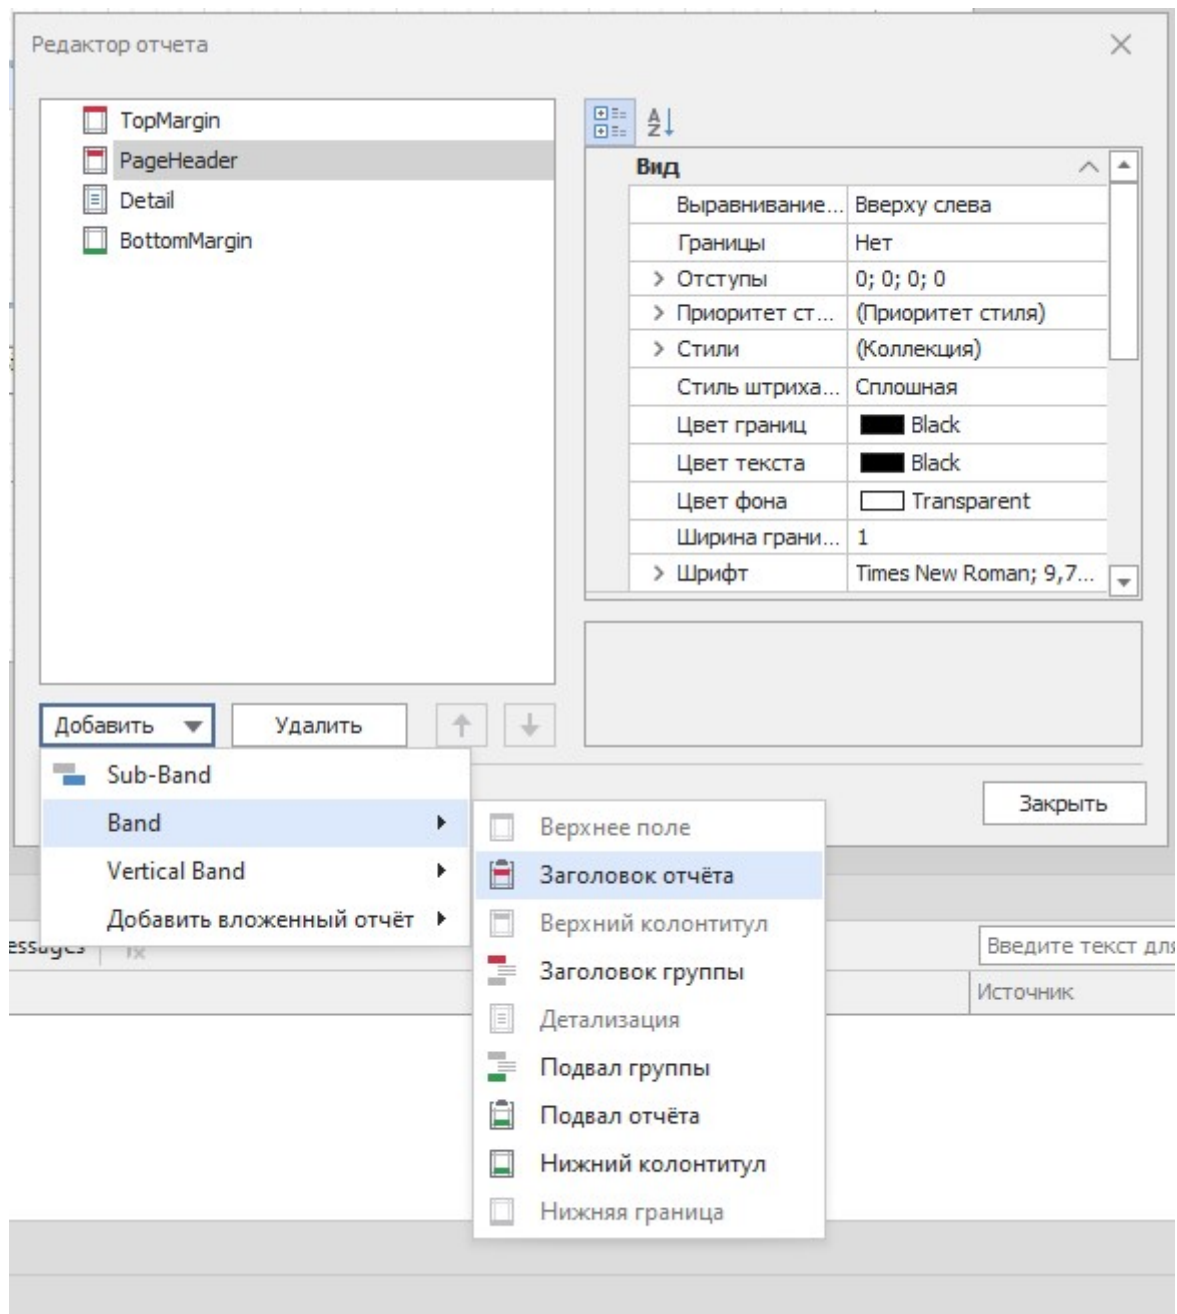 Редактор отчета
TopMargin
PageHeader
Detail
BottomMargin
Вид
Выравнивание... Вверху слева
Границы Нет
Отступы 0; 0; 0; 0
Приоритет ст... (Приоритет стиля)
Стили (Коллекция)
Стиль штриха... Сплошная
Цвет границ Black
Цвет текста Black
Цвет фона Transparent
Ширина грани... 1
Шрифт Times New Roman; 9,7...
Добавить Удалить
Sub-Band
Band
Vertical Band
Добавить вложенный отчёт
Закрыть
Верхнее поле
Заголовок отчёта
Верхний колонтитул
Заголовок группы
Детализация
Подвал группы
Подвал отчёта
Нижний колонтитул
Нижняя граница
essages
Введите текст для
Источник